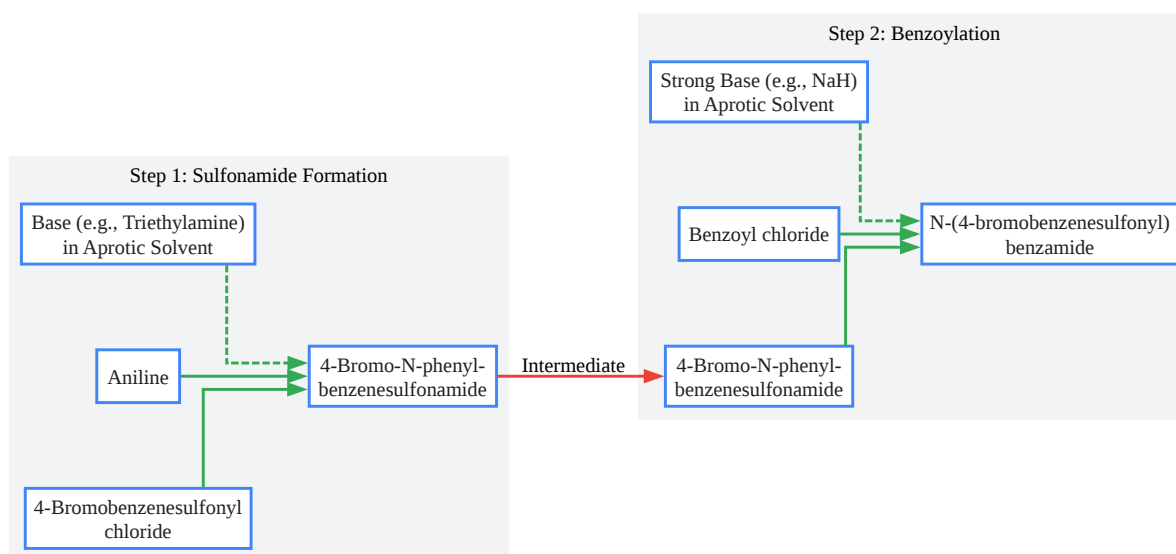 Step 1: Sulfonamide Formation
Base (e.g., Triethylamine)
in Aprotic Solvent
Aniline
4-Bromobenzenesulfonyl
chloride
4-Bromo-N-phenyl-
benzenesulfonamide
Intermediate
Step 2: Benzoylation
Strong Base (e.g., NaH)
in Aprotic Solvent
Benzoyl chloride
4-Bromo-N-phenyl-
benzenesulfonamide
N-(4-bromobenzenesulfonyl)
benzamide